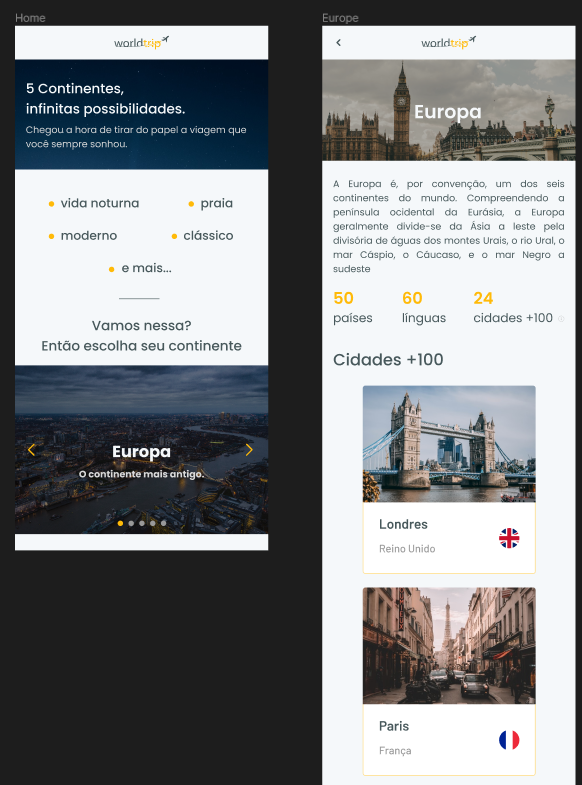 Home
worldtrip
5 Continentes,
infinitas possibilidades.
Chegou a hora de tirar do papel a viagem que
você sempre sonhou.
vida noturna
praia
moderno
clássico
e mais...
Vamos nessa?
Então escolha seu continente
Europa
O continente mais antigo.
Europe
worldtrip
Europa
A Europa é, por convenção, um dos seis
continentes do mundo. Compreendendo a
península ocidental da Eurásia, a Europa
geralmente divide-se da Ásia a leste pela
divisória de águas dos montes Urais, o rio Ural, o
mar Cáspio, o Cáucaso, e o mar Negro a
sudeste
50
países
60
línguas
24
cidades +100
Cidades +100
Londres
Reino Unido
Paris
França